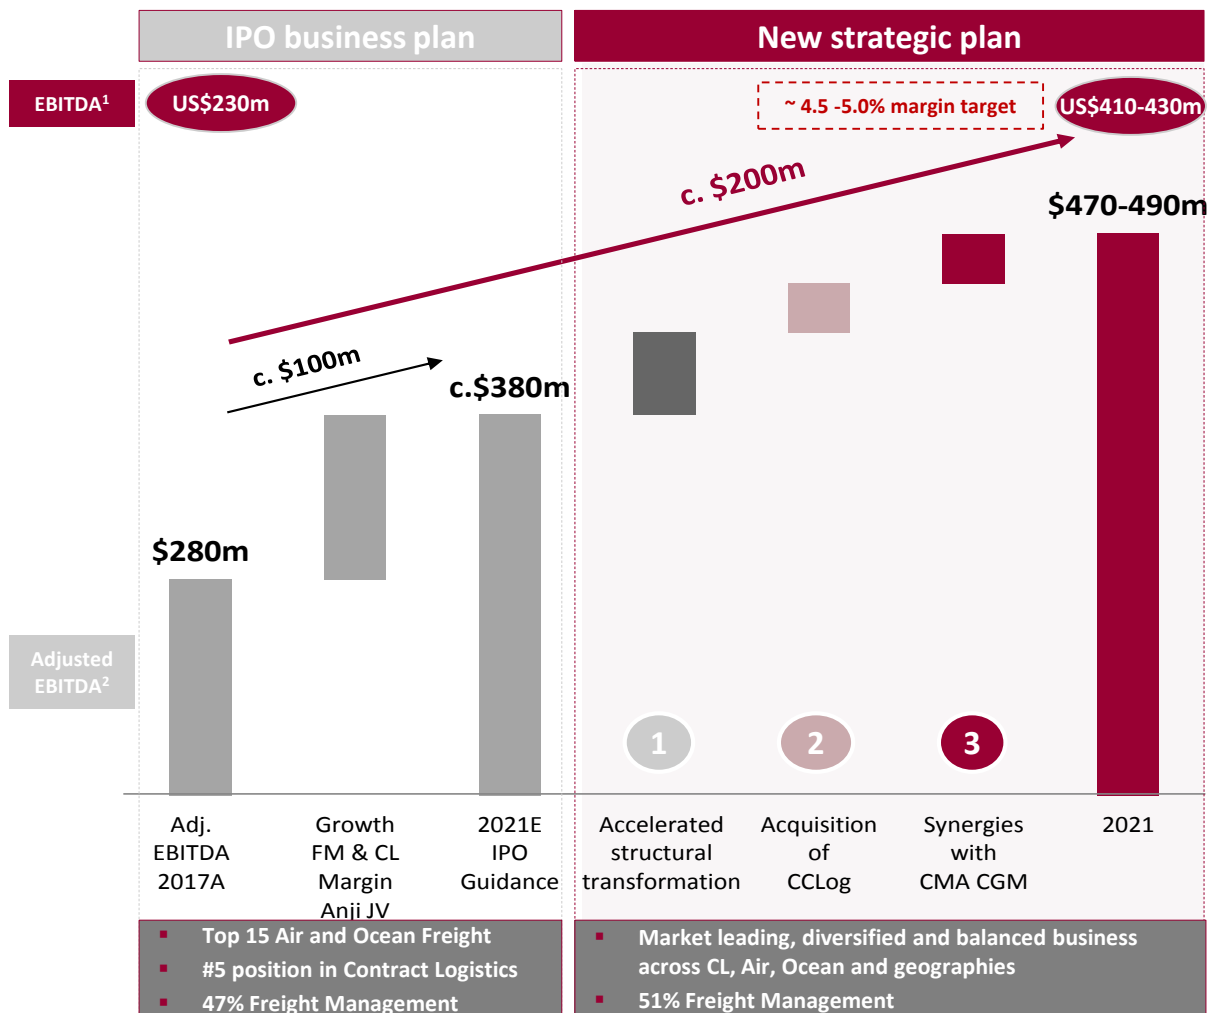 IPO business plan
New strategic plan
EBITDA¹
US$230m
~ 4.5 -5.0% margin target
US$410-430m
c. $200m
$470-490m
c. $100m
c.$380m
$280m
Adjusted
EBITDA²
1
2
3
Adj.
EBITDA
2017A
Growth
FM & CL
Margin
Anji JV
2021E
IPO
Guidance
Accelerated
structural
transformation
Acquisition
of
CCLog
Synergies
with
CMA CGM
2021
▪ Top 15 Air and Ocean Freight
▪ #5 position in Contract Logistics
▪ 47% Freight Management
▪ Market leading, diversified and balanced business
across CL, Air, Ocean and geographies
▪ 51% Freight Management